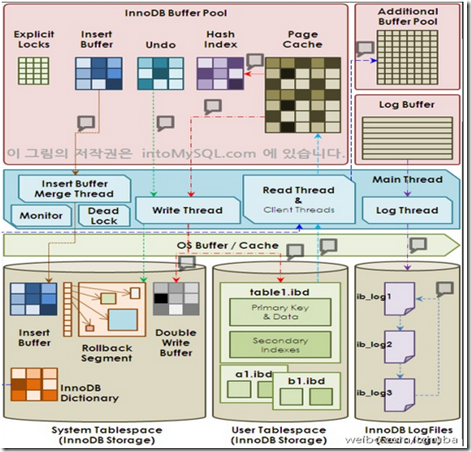 InnoDB Buffer Pool
Explicit
Locks
Insert
Buffer
Undo
Hash
Index
Page
Cache
Additional
Buffer Pool
Log Buffer
이 그림의 저작권은 intoMySQL.com 에 있습니다.
Insert Buffer
Merge Thread
Monitor
Dead
Lock
Write Thread
Read Thread
&
Client Threads
Main Thread
Log Thread
OS Buffer / Cache
Insert
Buffer
Rollback
Segment
Double
Write
Buffer
InnoDB
Dictionary
table1.ibd
Primary Key
& Data
Secondary
Indexes
a1.ibd
b1.ibd
ib_log1
ib_log2
ib_log3
System Tablespace
(InnoDB Storage)
User Tablespace
(InnoDB Storage)
InnoDB LogFiles
(Redo Logs)